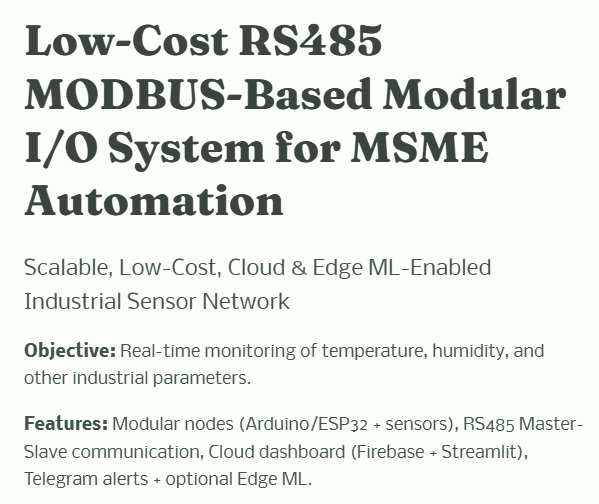 Low-Cost RS485
MODBUS-Based Modular
I/O System for MSME
Automation
Scalable, Low-Cost, Cloud & Edge ML-Enabled
Industrial Sensor Network
Objective: Real-time monitoring of temperature, humidity, and
other industrial parameters.
Features: Modular nodes (Arduino/ESP32 + sensors), RS485 Master-
Slave communication, Cloud dashboard (Firebase + Streamlit),
Telegram alerts + optional Edge ML.